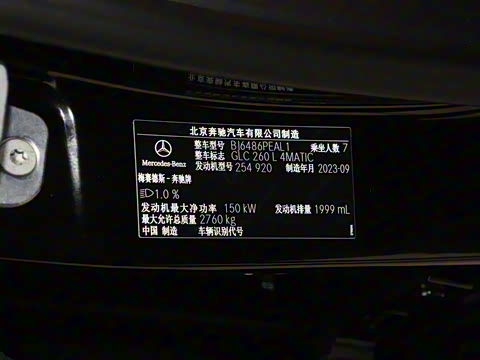 北京奔驰汽车有限公司制造
整车型号 BJ6486PEAL1 乘坐人数 7
整车标志 GLC 260 L 4MATIC
发动机型号 254 920 制造年月 2023-09
Mercedes-Benz
梅赛德斯－奔驰牌
1.0 %
发动机最大净功率 150 kW 发动机排量 1999 mL
最大允许总质量 2760 kg
中国 制造 车辆识别代号